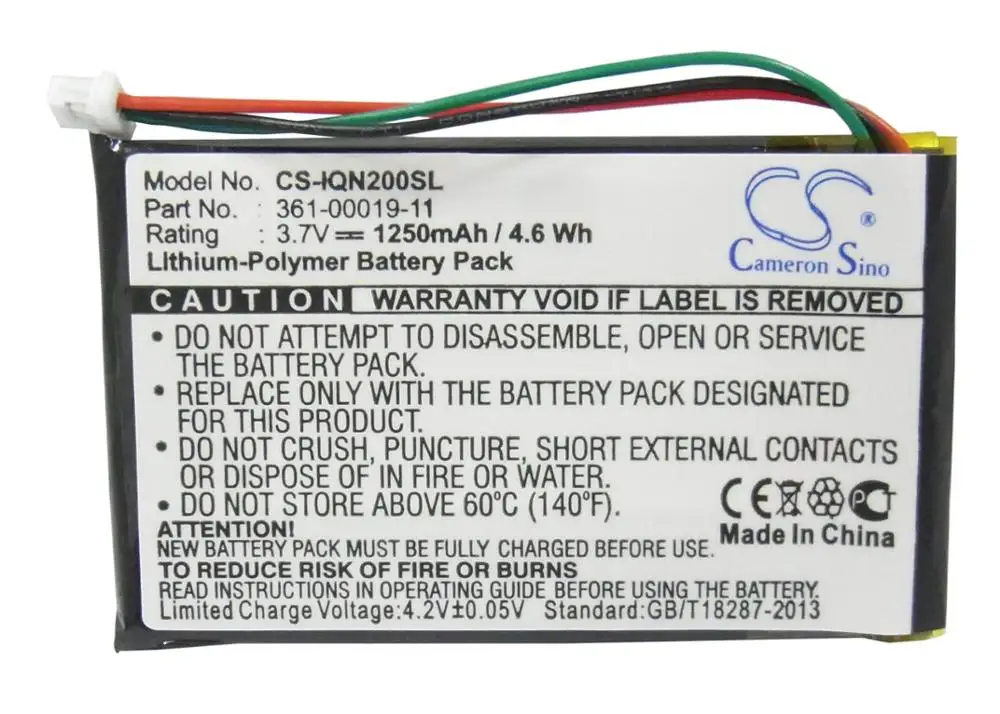 Model No. CS-IQN200SL
Part No. : 361-00019-11
Rating : 3.7V 1250mAh / 4.6 Wh
LIthium-Polymer Battery Pack
®
Cameron Sino
CAUTION WARRANTY VOID IF LABEL IS REMOVED
• DO NOT ATTEMPT TO DISASSEMBLE, OPEN OR SERVICE
THE BATTERY PACK.
• REPLACE ONLY WITH THE BATTERY PACK DESIGNATED
FOR THIS PRODUCT.
• DO NOT CRUSH, PUNCTURE, SHORT EXTERNAL CONTACTS
OR DISPOSE OF IN FIRE OR WATER.
• DO NOT STORE ABOVE 60°C (140°F).
CE
Made In China
ATTENTION!
NEW BATTERY PACK MUST BE FULLY CHARGED BEFORE USE.
TO REDUCE RISK OF FIRE OR BURNS
READ INSTRUCTIONS IN OPERATING GUIDE BEFORE USING THE BATTERY.
Limited Charge Voltage:4.2V±0.05V Standard:GB/T18287-2013